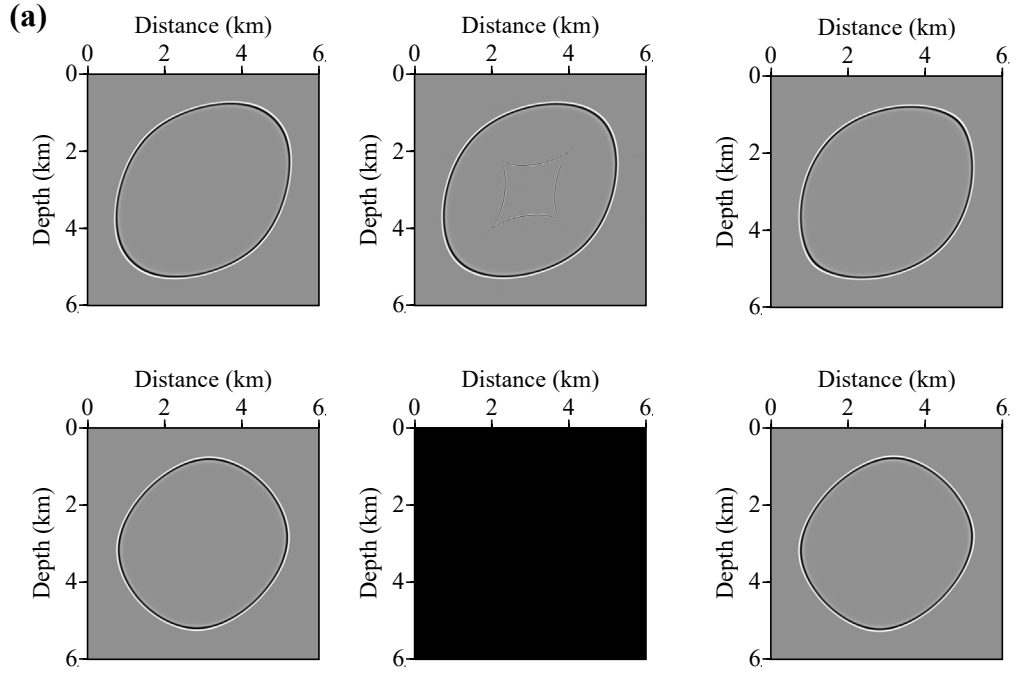 (a)
Distance (km) Distance (km) Distance (km)
0 2 4 6 0 2 4 6 0 2 4 6
0 0 0
2 2 2
Depth (km) Depth (km) Depth (km)
4 4 4
6 6 6
Distance (km) Distance (km) Distance (km)
0 2 4 6 0 2 4 6 0 2 4 6
0 0 0
2 2 2
Depth (km) Depth (km) Depth (km)
4 4 4
6 6 6